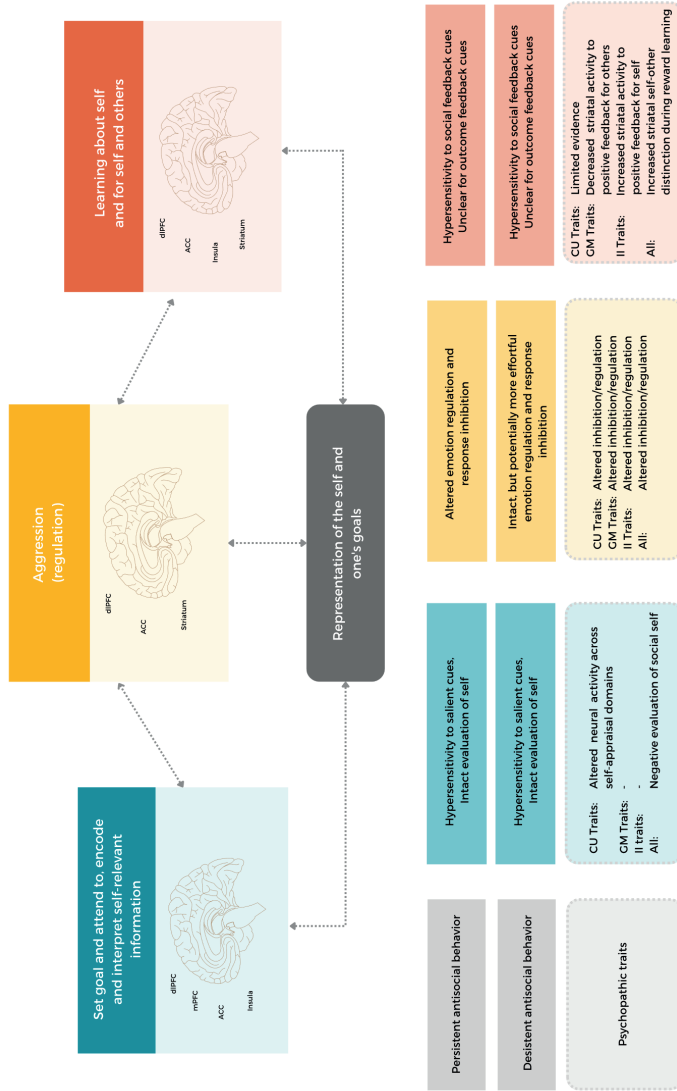 Set goal and attend to, encode
and interpret self-relevant
information
dlPFC
mPFC
ACC
Insula
Aggression
(regulation)
dlPFC
ACC
Striatum
Learning about self
and for self and others
dlPFC
ACC
Insula
Striatum
Representation of the self and
one's goals
Persistent antisocial behavior
Hypersensitivity to salient cues,
Intact evaluation of self
Altered emotion regulation and
response inhibition
Hypersensitivity to social feedback cues
Unclear for outcome feedback cues
Desistent antisocial behavior
Hypersensitivity to salient cues,
Intact evaluation of self
Intact, but potentially more effortful
emotion regulation and response
inhibition
Hypersensitivity to social feedback cues
Unclear for outcome feedback cues
Psychopathic traits
CU Traits: Altered neural activity across
self-appraisal domains
GM Traits: -
II traits: -
All: Negative evaluation of social self
CU Traits: Altered inhibition/regulation
GM Traits: Altered inhibition/regulation
II Traits: Altered inhibition/regulation
All: Altered inhibition/regulation
CU Traits: Limited evidence
GM Traits: Decreased striatal activity to
positive feedback for others
II Traits: Increased striatal activity to
positive feedback for self
All: Increased striatal self-other
distinction during reward learning